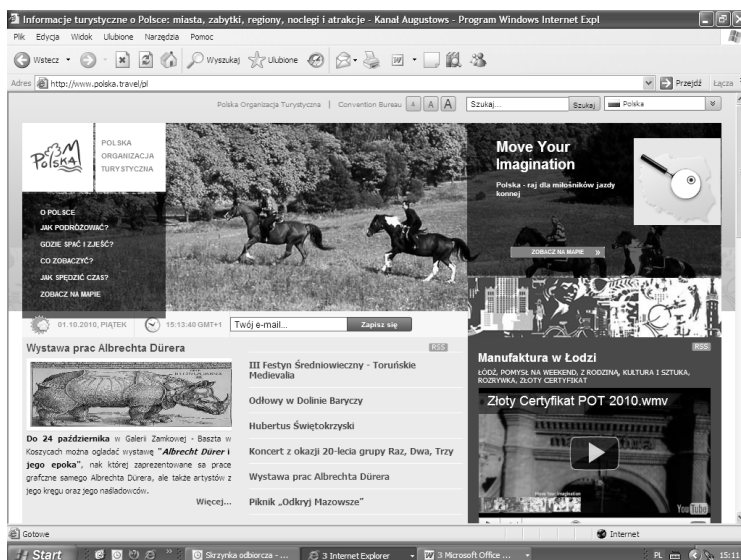 Informacje turystyczne o Polsce: miasta, zabytki, regiony, noclegi i atrakcje - Kanał Augustows - Program Windows Internet Expl
Plik Edycja Widok Ulubione Narzędzia Pomoc
Wstecz Wyszukaj Ulubione
Adres http://www.polska.travel/pl Przejdź Łącza
Polska Organizacja Turystyczna | Convention Bureau A A A Szukaj... Szukaj Polska
Polska
POLSKA
ORGANIZACJA
TURYSTYCZNA
O POLSCE
JAK PODRÓŻOWAĆ?
GDZIE SPAĆ I ZJEŚĆ?
CO ZOBACZYĆ?
JAK SPĘDZIĆ CZAS?
ZOBACZ NA MAPIE
Move Your
Imagination
Polska - raj dla miłośników jazdy
konnej
ZOBACZ NA MAPIE »
01.10.2010, PIĄTEK 15:13:40 GMT+1 Twój e-mail... Zapisz się
Wystawa prac Albrechta Dürera RSS
Do 24 października w Galerii Zamkowej - Baszta w
Koszycach można oglądać wystawę "Albrecht Dürer i
jego epoka", nak której zaprezentowane sa prace
graficzne samego Albrechta Dürera, ale także artystów z
jego kręgu oraz jego naśladowców.
Więcej...
III Festyn Średniowieczny - Toruńskie
Medievalia
Odłowy w Dolinie Baryczy
Hubertus Świętokrzyski
Koncert z okazji 20-lecia grupy Raz, Dwa, Trzy
Wystawa prac Albrechta Dürera
Piknik „Odkryj Mazowsze”
RSS
Manufaktura w Łodzi
ŁÓDŹ, POMYSŁ NA WEEKEND, Z RODZINĄ, KULTURA I SZTUKA,
ROZRYWKA, ZŁOTY CERTYFIKAT
Złoty Certyfikat POT 2010.wmv
Move Your Imagination
YouTube
Gotowe Internet
Start Skrzynka odbiorcza - ... 3 Internet Explorer 3 Microsoft Office ... PL 15:11